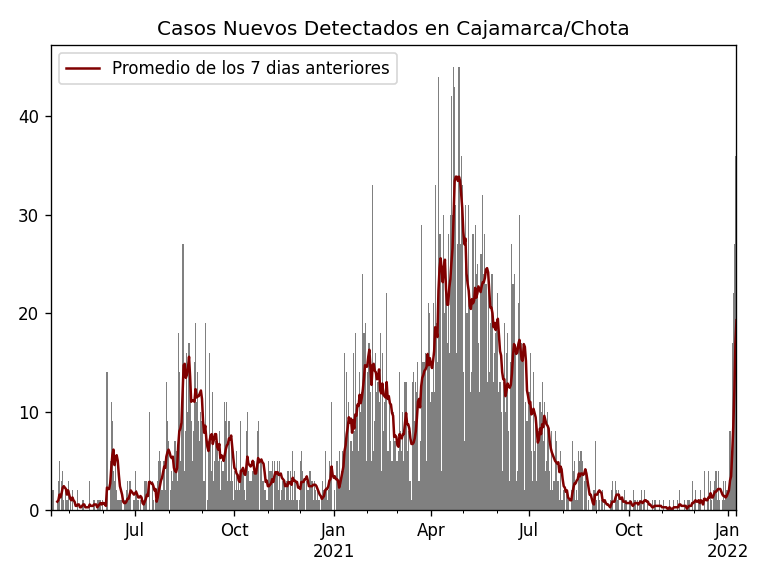 Casos Nuevos Detectados en Cajamarca/Chota
Promedio de los 7 dias anteriores
40
30
20
10
0
Jul
Oct
Jan
2021
Apr
Jul
Oct
Jan
2022